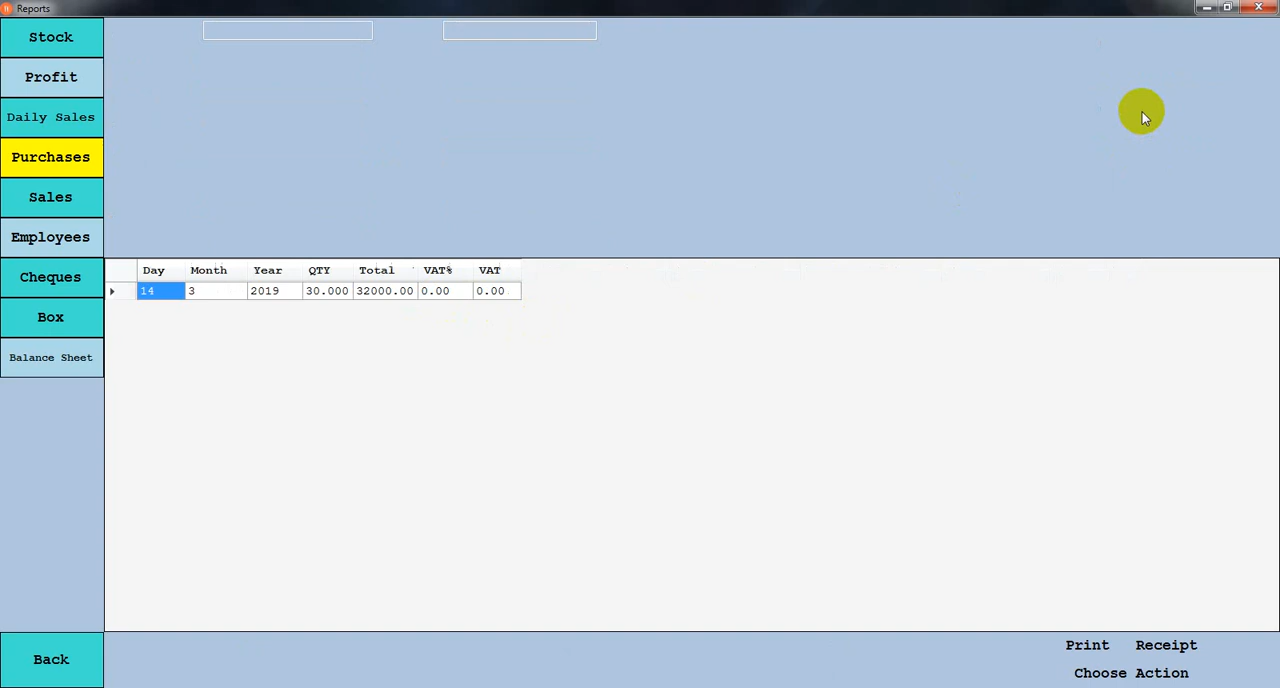 Reports
Stock
Profit
Daily Sales
Purchases
Sales
Employees
Cheques
Box
Balance Sheet
Day Month Year QTY Total VAT% VAT
14 3 2019 30.000 32000.00 0.00 0.00
Back
Print Receipt
Choose Action